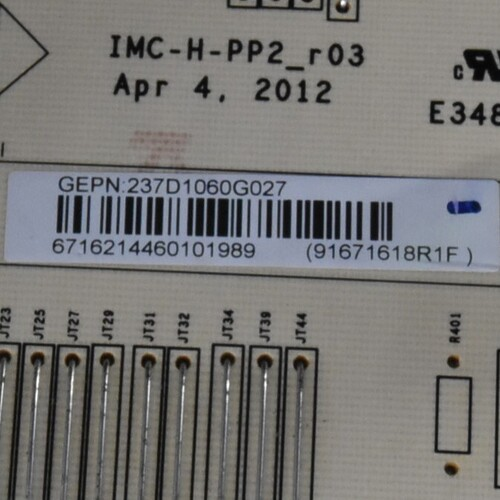 IMC-H-PP2_r03
Apr 4, 2012
E348
GEPN:237D1060G027
6716214460101989 (91671618R1F )
JT23 JT25 JT27 JT29 JT31 JT32 JT34 JT39 JT44 R401